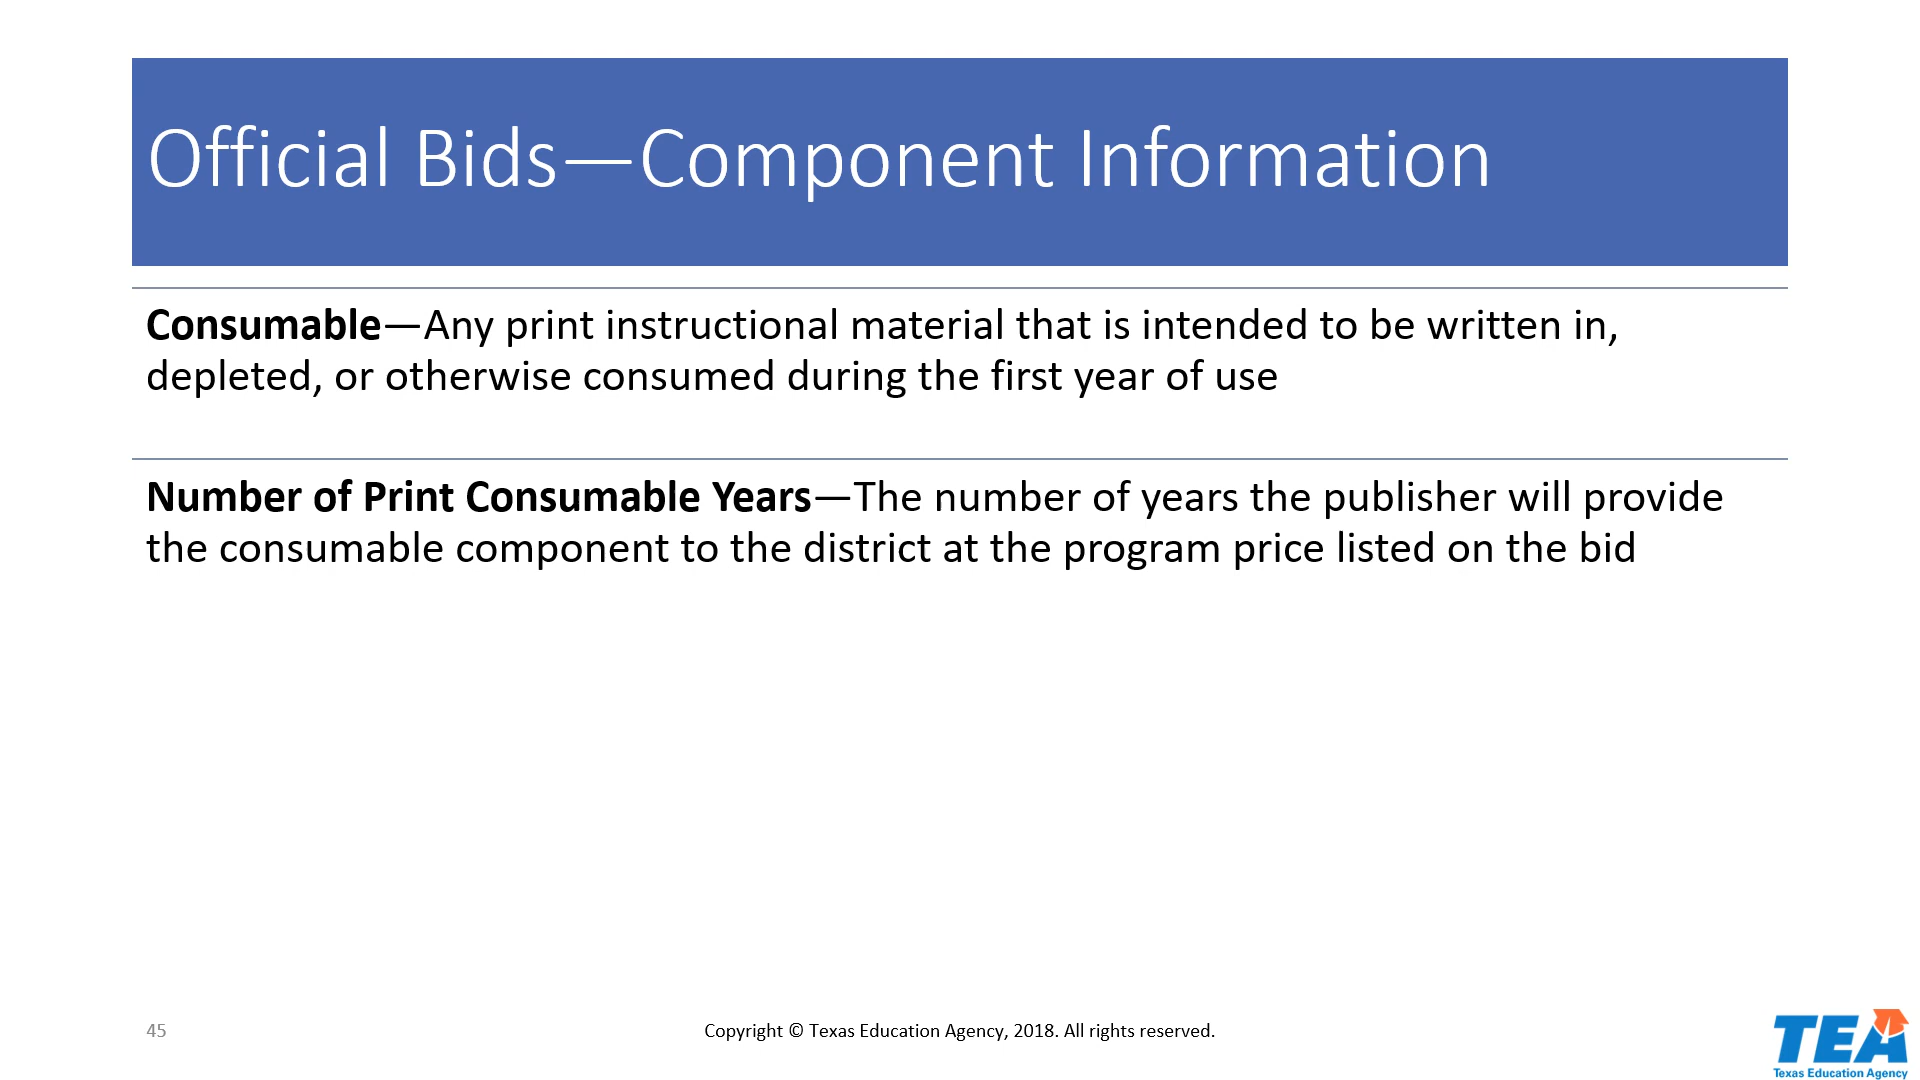 Official Bids—Component Information
Consumable—Any print instructional material that is intended to be written in,
depleted, or otherwise consumed during the first year of use
Number of Print Consumable Years—The number of years the publisher will provide
the consumable component to the district at the program price listed on the bid
45
Copyright © Texas Education Agency, 2018. All rights reserved.
TEA
Texas Education Agency